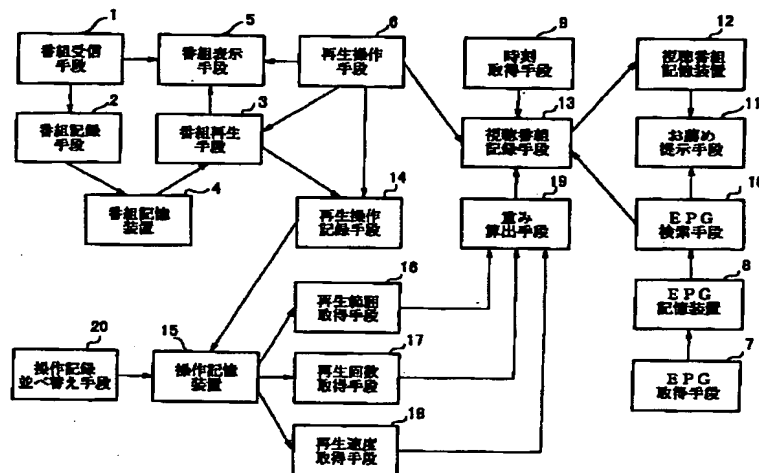 1
番組受信
手段
5
番組表示
手段
6
再生操作
手段
9
時刻
取得手段
12
視聴番組
記憶装置
2
番組記録
手段
3
番組再生
手段
13
視聴番組
記録手段
11
お薦め
提示手段
4
番組記憶
装置
14
再生操作
記録手段
19
重み
算出手段
10
EPG
検索手段
16
再生範囲
取得手段
8
EPG
記憶装置
20
操作記録
並べ替え手段
15
操作記憶
装置
17
再生回数
取得手段
7
EPG
取得手段
18
再生速度
取得手段